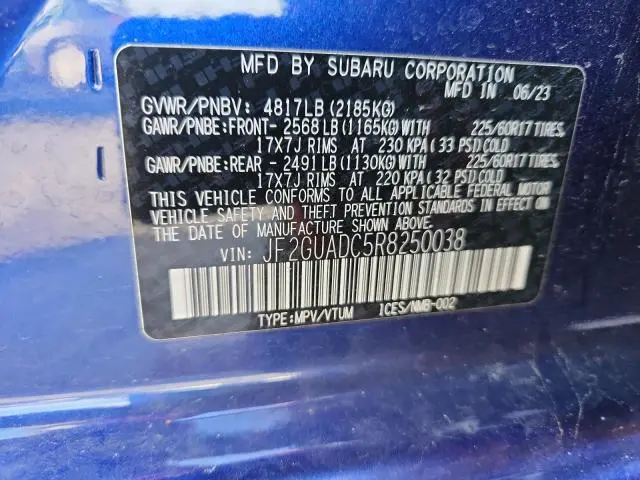 MFD BY SUBARU CORPORATION
MFD IN 06/23
GVWR/PNBV: 4817LB (2185KG)
GAWR/PNBE:FRONT- 2568LB (1165KG)WITH 225/60R17 TIRES,
17X7J RIMS AT 230 KPA (33 PSI)COLD
GAWR/PNBE:REAR - 2491LB (1130KG)WITH 225/60R17 TIRES,
17X7J RIMS AT 220 KPA (32 PSI)COLD
THIS VEHICLE CONFORMS TO ALL APPLICABLE FEDERAL MOTOR
VEHICLE SAFETY AND THEFT PREVENTION STANDARDS IN EFFECT ON
THE DATE OF MANUFACTURE SHOWN ABOVE.
VIN: JF2GUADC5R8250038
TYPE:MPV/VTUM ICES/NMB-002